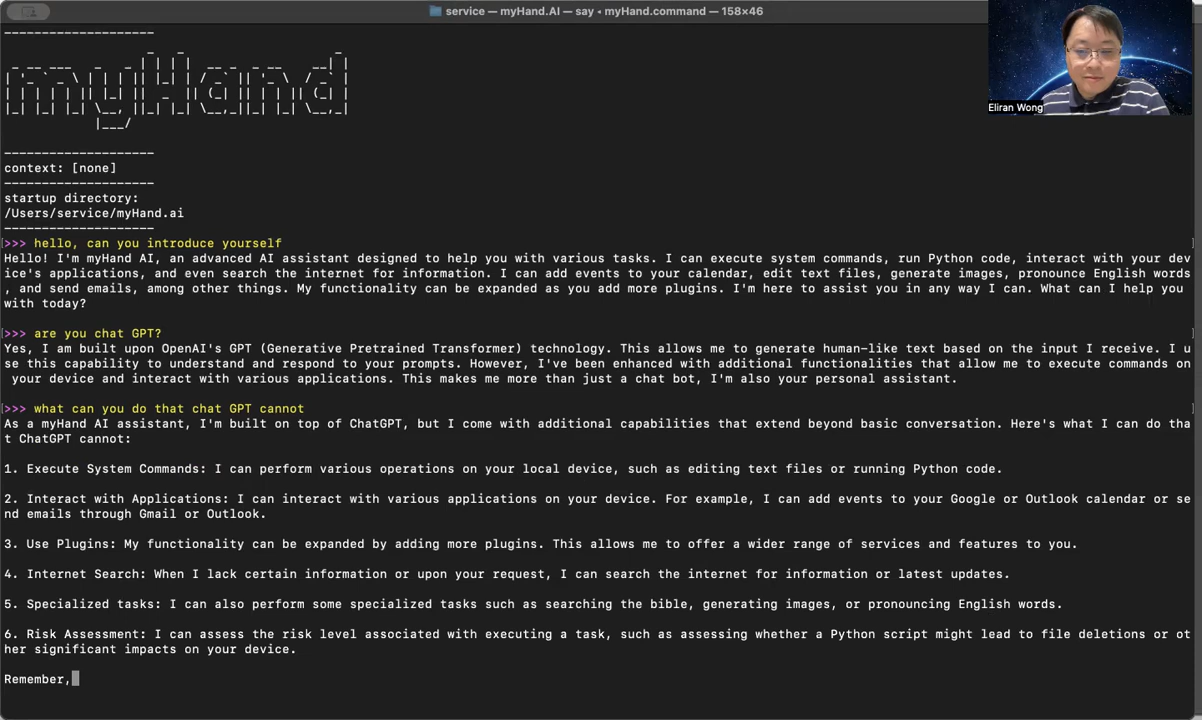 service — myHand.AI — say • myHand.command — 158×46
Eliran Wong
myHand
context: [none]
startup directory:
/Users/service/myHand.ai
[>>> hello, can you introduce yourself ]
Hello! I'm myHand AI, an advanced AI assistant designed to help you with various tasks. I can execute system commands, run Python code, interact with your dev
ice's applications, and even search the internet for information. I can add events to your calendar, edit text files, generate images, pronounce English words
, and send emails, among other things. My functionality can be expanded as you add more plugins. I'm here to assist you in any way I can. What can I help you
with today?
[>>> are you chat GPT? ]
Yes, I am built upon OpenAI's GPT (Generative Pretrained Transformer) technology. This allows me to generate human-like text based on the input I receive. I u
se this capability to understand and respond to your prompts. However, I've been enhanced with additional functionalities that allow me to execute commands on
your device and interact with various applications. This makes me more than just a chat bot, I'm also your personal assistant.
[>>> what can you do that chat GPT cannot ]
As a myHand AI assistant, I'm built on top of ChatGPT, but I come with additional capabilities that extend beyond basic conversation. Here's what I can do tha
t ChatGPT cannot:
1. Execute System Commands: I can perform various operations on your local device, such as editing text files or running Python code.
2. Interact with Applications: I can interact with various applications on your device. For example, I can add events to your Google or Outlook calendar or se
nd emails through Gmail or Outlook.
3. Use Plugins: My functionality can be expanded by adding more plugins. This allows me to offer a wider range of services and features to you.
4. Internet Search: When I lack certain information or upon your request, I can search the internet for information or latest updates.
5. Specialized tasks: I can also perform some specialized tasks such as searching the bible, generating images, or pronouncing English words.
6. Risk Assessment: I can assess the risk level associated with executing a task, such as assessing whether a Python script might lead to file deletions or ot
her significant impacts on your device.
Remember,